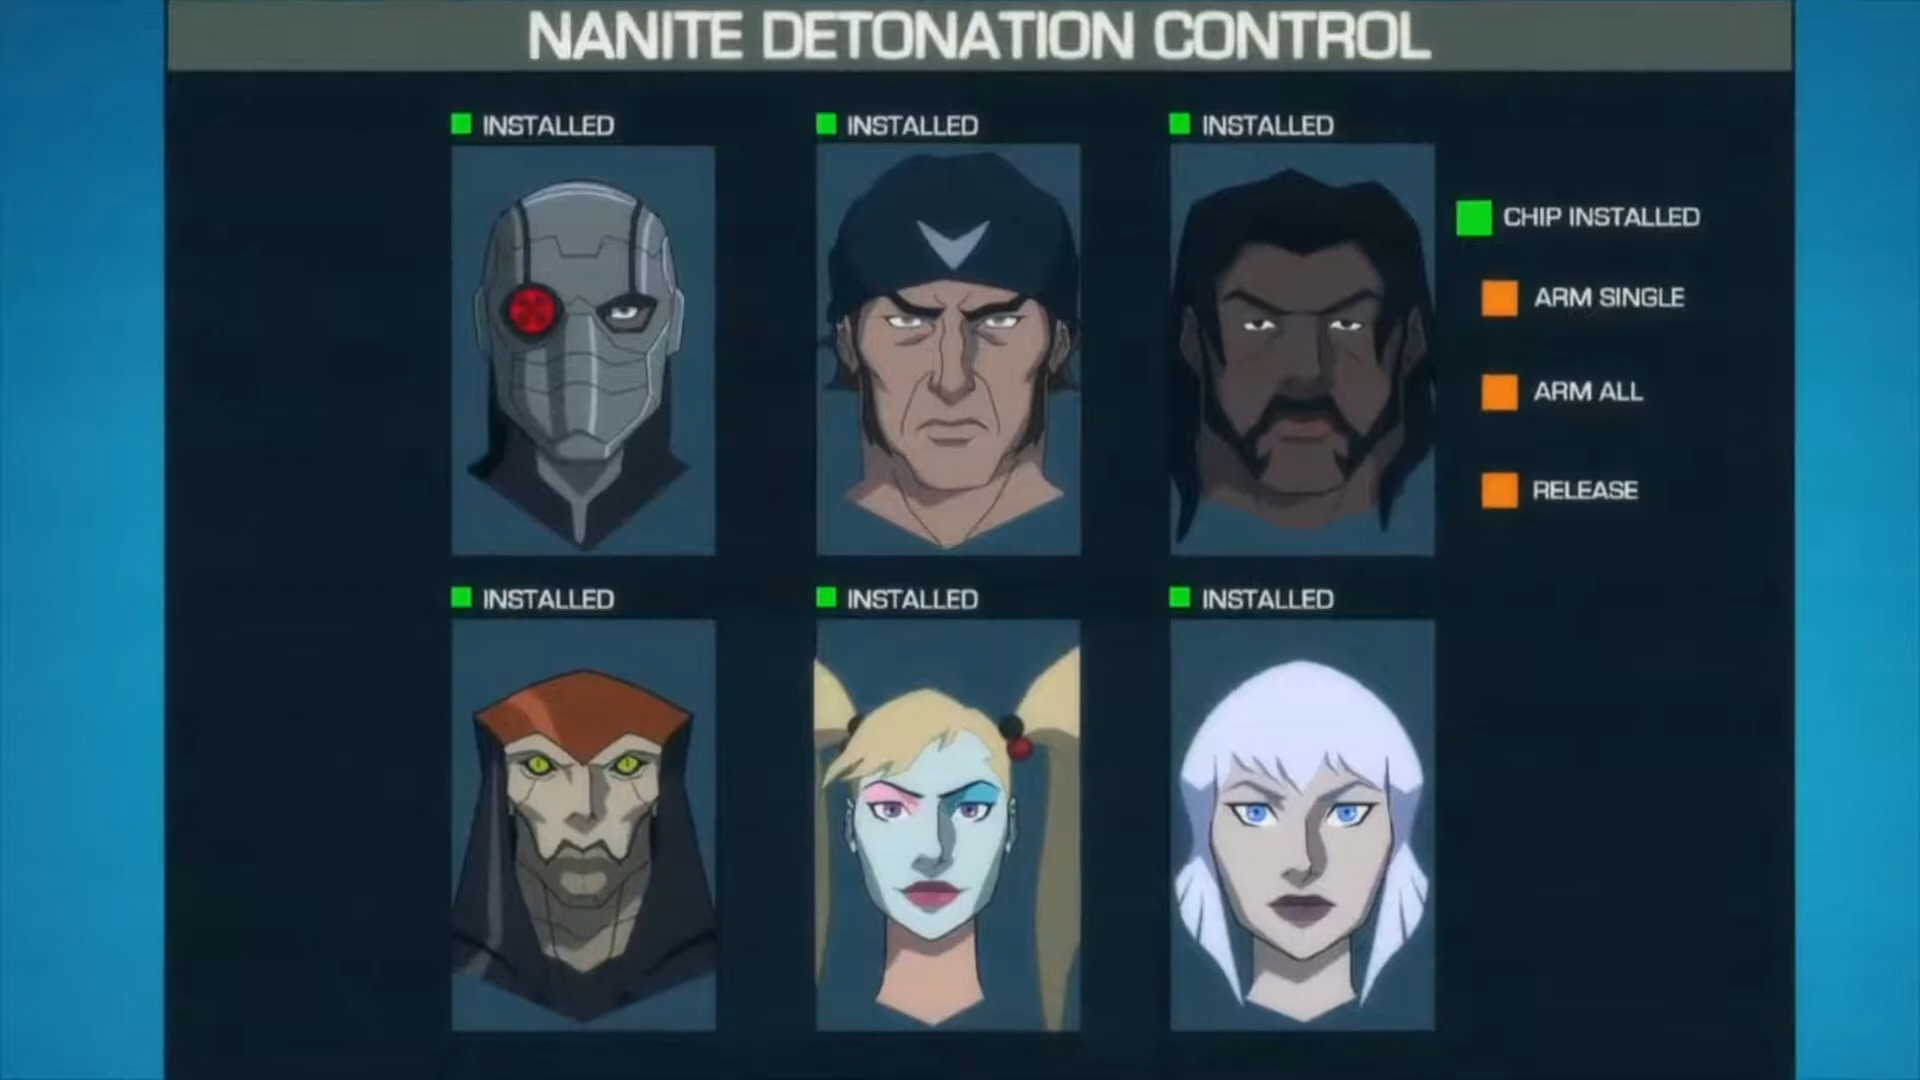 NANITE DETONATION CONTROL
INSTALLED
INSTALLED
INSTALLED
CHIP INSTALLED
ARM SINGLE
ARM ALL
RELEASE
INSTALLED
INSTALLED
INSTALLED